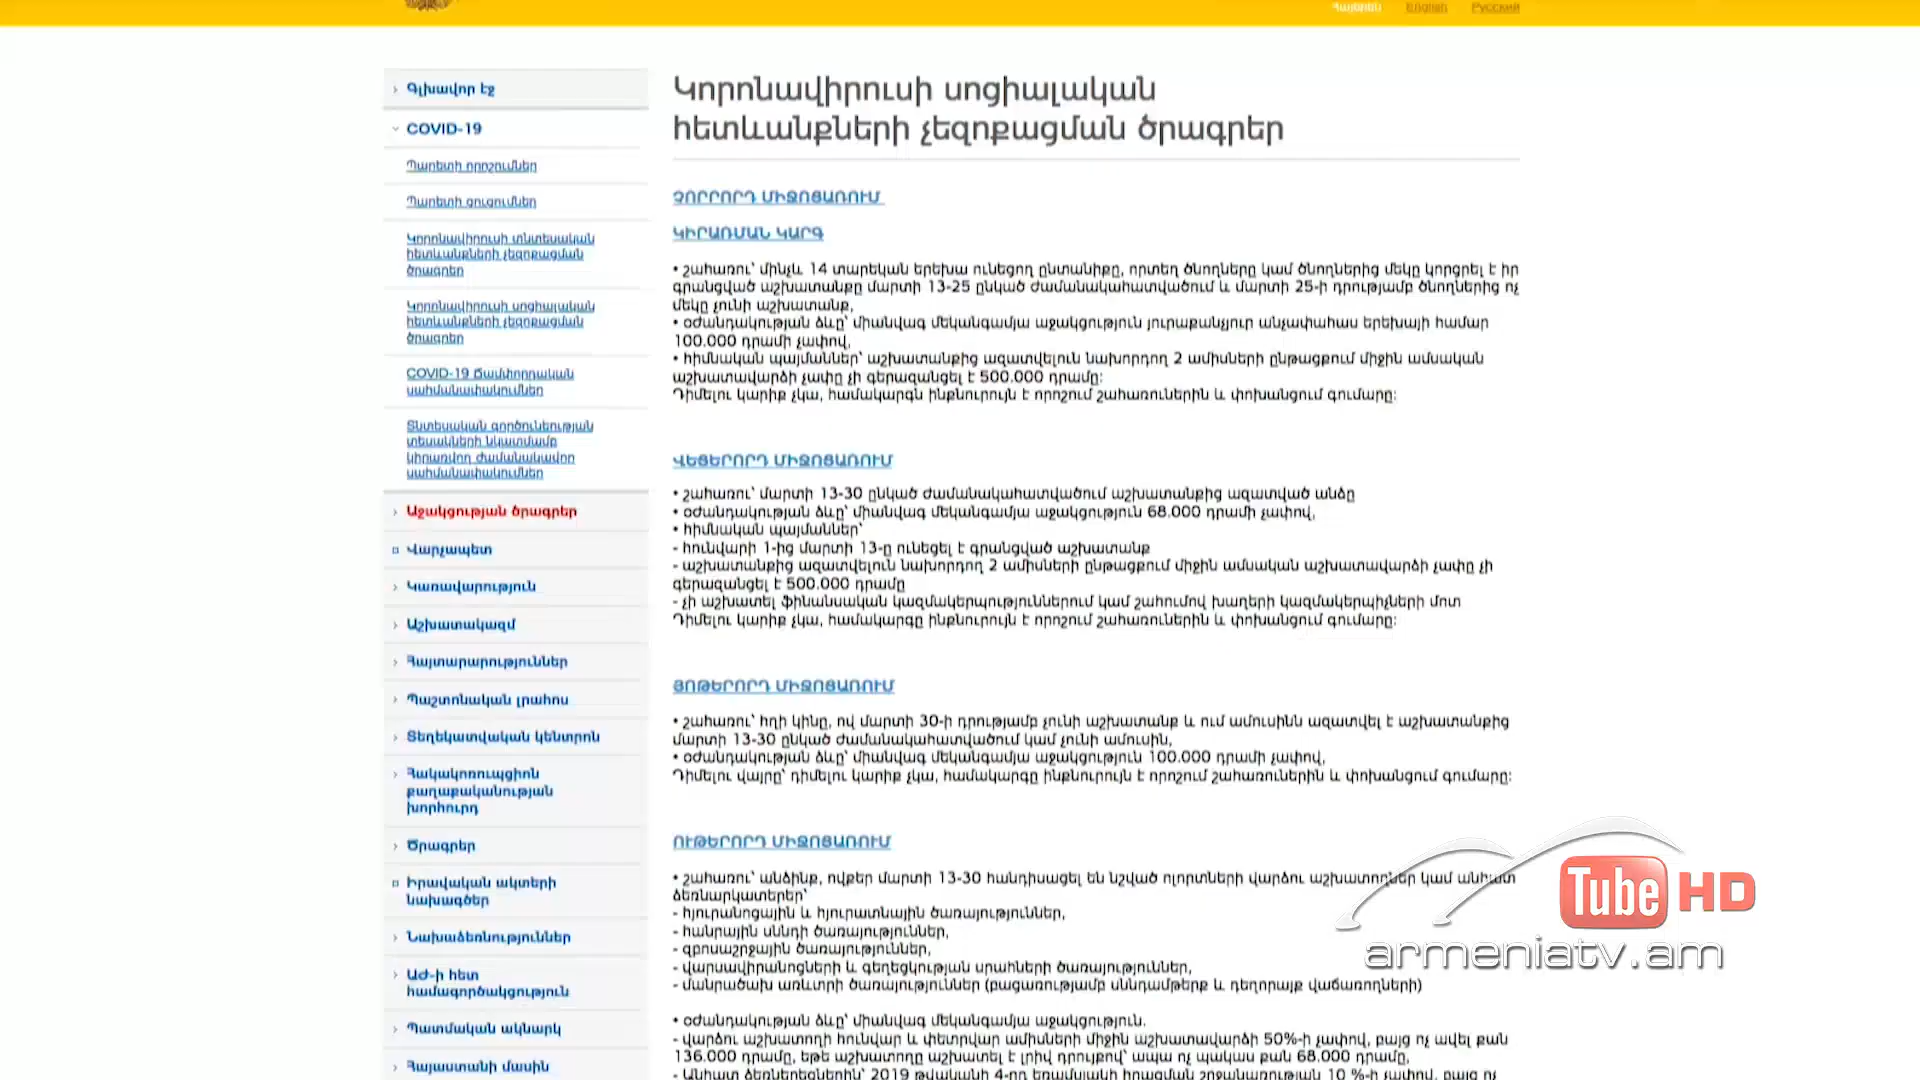 Հայերեն English Русский
Գլխավոր էջ
COVID-19
Պարետի որոշումներ
Պարետի ցուցումներ
Կորոնավիրուսի տնտեսական
հետևանքների չեզոքացման
ծրագրեր
Կորոնավիրուսի սոցիալական
հետևանքների չեզոքացման
ծրագրեր
COVID-19 Ճամփորդական
սահմանափակումներ
Տնտեսական գործունեության
տեսակների նկատմամբ
կիրառվող ժամանակավոր
սահմանափակումներ
Աջակցության ծրագրեր
Վարչապետ
Կառավարություն
Աշխատակազմ
Հայտարարություններ
Պաշտոնական լրահոս
Տեղեկատվական կենտրոն
Հակակոռուպցիոն
քաղաքականության
խորհուրդ
Ծրագրեր
Իրավական ակտերի
նախագծեր
Նախաձեռնություններ
ԱԺ-ի հետ
համագործակցություն
Պատմական ակնարկ
Հայաստանի մասին
Կորոնավիրուսի սոցիալական
հետևանքների չեզոքացման ծրագրեր
ՉՈՐՐՈՐԴ ՄԻՋՈՑԱՌՈՒՄ
ԿԻՐԱՌՄԱՆ ԿԱՐԳ
• շահառու՝ մինչև 14 տարեկան երեխա ունեցող ընտանիքը, որտեղ ծնողները կամ ծնողներից մեկը կորցրել է իր
գրանցված աշխատանքը մարտի 13-25 ընկած ժամանակահատվածում և մարտի 25-ի դրությամբ ծնողներից ոչ
մեկը չունի աշխատանք,
• օժանդակության ձևը՝ միանվագ մեկանգամյա աջակցություն յուրաքանչյուր անչափահաս երեխայի համար
100.000 դրամի չափով,
• հիմնական պայմաններ՝ աշխատանքից ազատվելուն նախորդող 2 ամիսների ընթացքում միջին ամսական
աշխատավարձի չափը չի գերազանցել է 500.000 դրամը:
Դիմելու կարիք չկա, համակարգն ինքնուրույն է որոշում շահառուներին և փոխանցում գումարը:
ՎԵՑԵՐՈՐԴ ՄԻՋՈՑԱՌՈՒՄ
• շահառու՝ մարտի 13-30 ընկած ժամանակահատվածում աշխատանքից ազատված անձը
• օժանդակության ձևը՝ միանվագ մեկանգամյա աջակցություն 68.000 դրամի չափով,
• հիմնական պայմաններ՝
- հունվարի 1-ից մարտի 13-ը ունեցել է գրանցված աշխատանք
- աշխատանքից ազատվելուն նախորդող 2 ամիսների ընթացքում միջին ամսական աշխատավարձի չափը չի
գերազանցել է 500.000 դրամը
- չի աշխատել ֆինանսական կազմակերպություններում կամ շահումով խաղերի կազմակերպիչների մոտ
Դիմելու կարիք չկա, համակարգը ինքնուրույն է որոշում շահառուներին և փոխանցում գումարը:
ՅՈԹԵՐՈՐԴ ՄԻՋՈՑԱՌՈՒՄ
• շահառու՝ հղի կինը, ով մարտի 30-ի դրությամբ չունի աշխատանք և ում ամուսինն ազատվել է աշխատանքից
մարտի 13-30 ընկած ժամանակահատվածում կամ չունի ամուսին,
• օժանդակության ձևը՝ միանվագ մեկանգամյա աջակցություն 100.000 դրամի չափով,
Դիմելու վայրը՝ դիմելու կարիք չկա, համակարգը ինքնուրույն է որոշում շահառուներին և փոխանցում գումարը:
ՈՒԹԵՐՈՐԴ ՄԻՋՈՑԱՌՈՒՄ
• շահառու՝ անձինք, ովքեր մարտի 13-30 հանդիսացել են նշված ոլորտների վարձու աշխատողներ կամ անհատ
ձեռնարկատերեր՝
- հյուրանոցային և հյուրատնային ծառայություններ,
- հանրային սննդի ծառայություններ,
- զբոսաշրջային ծառայություններ,
- վարսավիրանոցների և գեղեցկության սրահների ծառայություններ,
- մանրածախ առևտրի ծառայություններ (բացառությամբ սննդամթերք և դեղորայք վաճառողների)
• օժանդակության ձևը՝ միանվագ մեկանգամյա աջակցություն.
- վարձու աշխատողի հունվար և փետրվար ամիսների միջին աշխատավարձի 50%-ի չափով, բայց ոչ ավել քան
136.000 դրամը, եթե աշխատողը աշխատել է լրիվ դրույքով՝ ապա ոչ պակաս քան 68.000 դրամը,
- Անհատ ձեռներեցներին՝ 2019 թվականի 4-րդ եռամսյակի իրացման շրջանառության 10 %-ի չափով, բայց ոչ
Tube HD
armeniatv.am